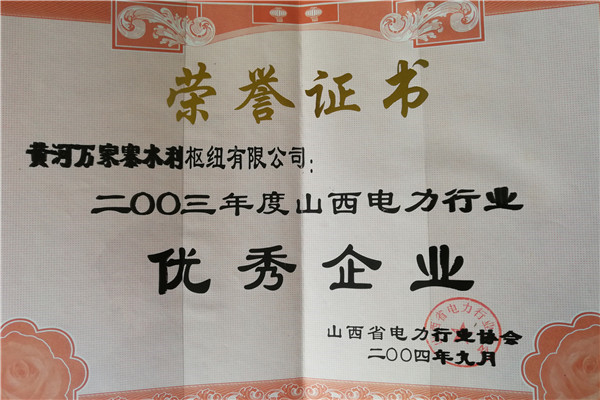 荣誉证书
黄河万家寨水利枢纽有限公司：
二〇〇三年度山西电力行业
优秀企业
山西省电力行业协会
二〇〇四年九月